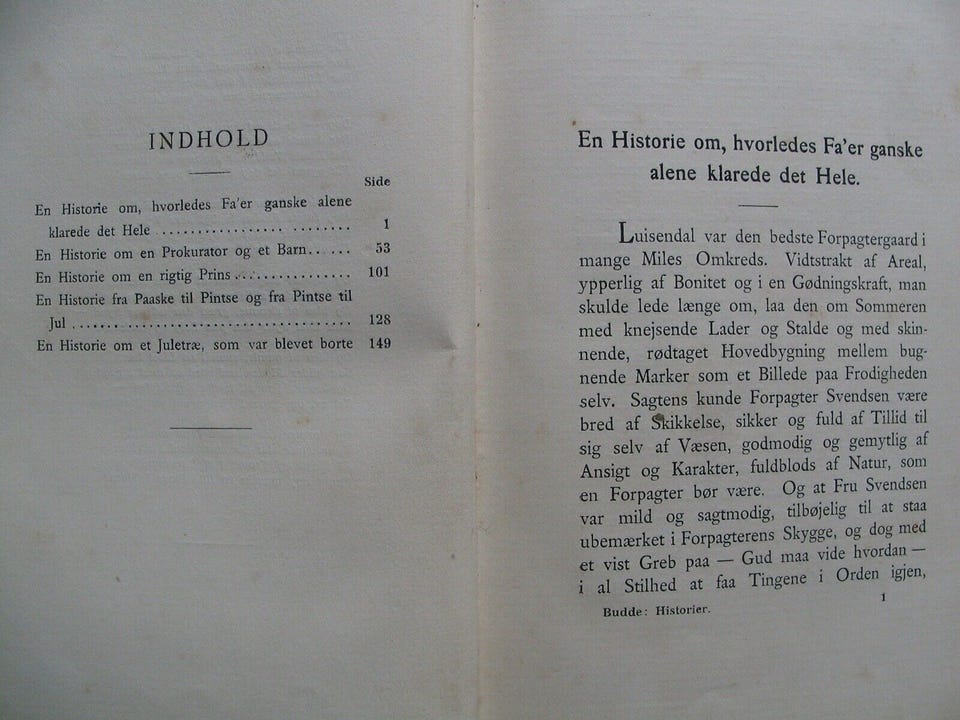 INDHOLD
Side
En Historie om, hvorledes Fa'er ganske alene
klarede det Hele . . . . . . . . . . . . . . . . . . . . . . . . . 1
En Historie om en Prokurator og et Barn . . . . . . 53
En Historie om en rigtig Prins . . . . . . . . . . . . . . . 101
En Historie fra Paaske til Pintse og fra Pintse til
Jul . . . . . . . . . . . . . . . . . . . . . . . . . . . . . . . . . . . 128
En Historie om et Juletræ, som var blevet borte 149
En Historie om, hvorledes Fa'er ganske
alene klarede det Hele.
Luisendal var den bedste Forpagtergaard i
mange Miles Omkreds. Vidtstrakt af Areal,
ypperlig af Bonitet og i en Gødningskraft, man
skulde lede længe om, laa den om Sommeren
med knejsende Lader og Stalde og med skin-
nende, rødtaget Hovedbygning mellem bug-
nende Marker som et Billede paa Frodigheden
selv. Sagtens kunde Forpagter Svendsen være
bred af Skikkelse, sikker og fuld af Tillid til
sig selv af Væsen, godmodig og gemytlig af
Ansigt og Karakter, fuldblods af Natur, som
en Forpagter bør være. Og at Fru Svendsen
var mild og sagtmodig, tilbøjelig til at staa
ubemærket i Forpagterens Skygge, og dog med
et vist Greb paa — Gud maa vide hvordan —
i al Stilhed at faa Tingene i Orden igjen,
Budde: Historier. 1